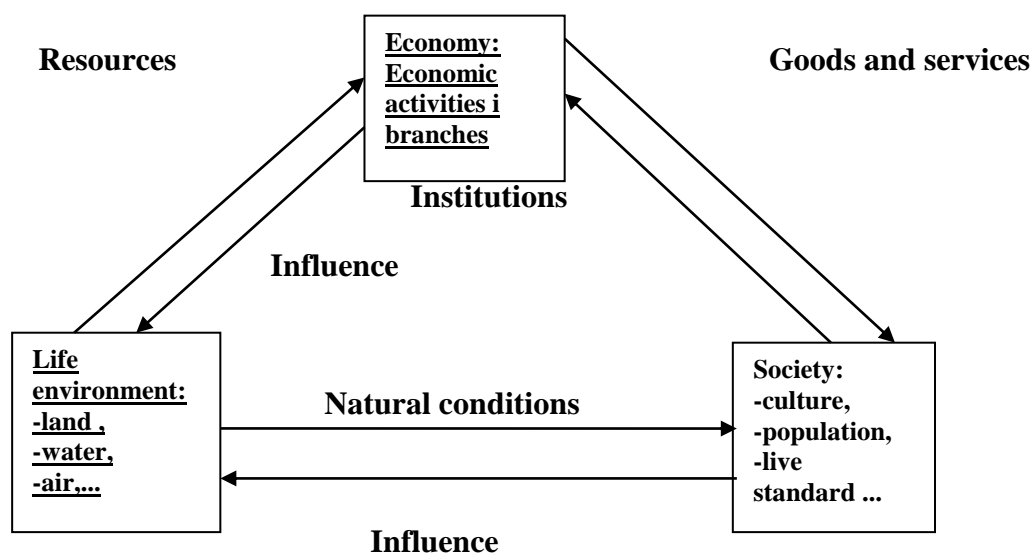 Resources
Economy:
Economic
activities i
branches
Goods and services
Institutions
Influence
Life
environment:
-land ,
-water,
-air,...
Natural conditions
Society:
-culture,
-population,
-live
standard ...
Influence